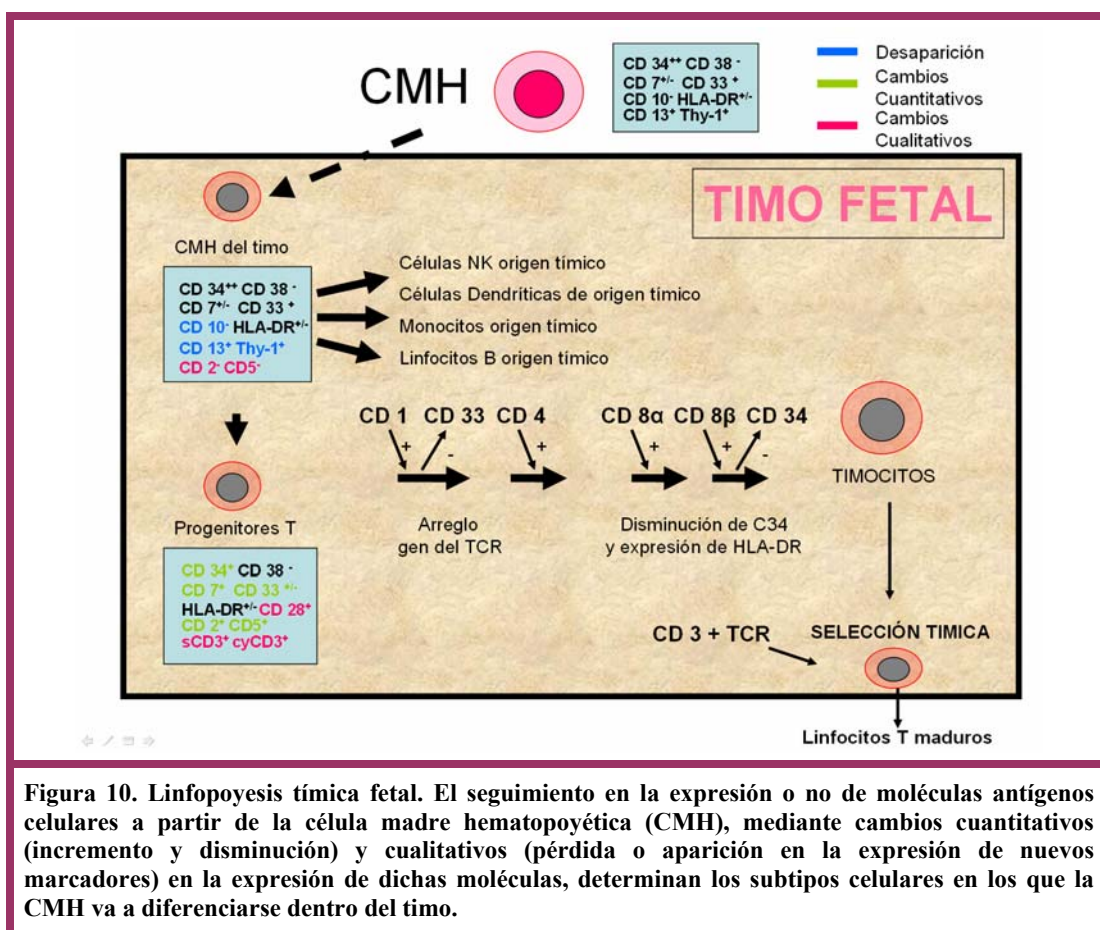 CMH
CD 34⁺⁺ CD 38 ⁻
CD 7⁺/⁻ CD 33 ⁺
CD 10⁻ HLA-DR⁺/⁻
CD 13⁺ Thy-1⁺
Desaparición
Cambios
Cuantitativos
Cambios
Cualitativos
TIMO FETAL
CMH del timo
CD 34⁺⁺ CD 38 ⁻
CD 7⁺/⁻ CD 33 ⁺
CD 10⁻ HLA-DR⁺/⁻
CD 13⁺ Thy-1⁺
CD 2⁻ CD5⁻
Células NK origen tímico
Células Dendríticas de origen tímico
Monocitos origen tímico
Linfocitos B origen tímico
CD 1 CD 33 CD 4
+ - +
Arreglo
gen del TCR
CD 8α CD 8β CD 34
+ + -
Disminución de C34
y expresión de HLA-DR
TIMOCITOS
Progenitores T
CD 34⁺ CD 38 ⁻
CD 7⁺ CD 33 ⁺/⁻
HLA-DR⁺/⁻ CD 28⁺
CD 2⁺ CD5⁺
sCD3⁺ cyCD3⁺
CD 3 + TCR
SELECCIÓN TIMICA
Linfocitos T maduros
Figura 10. Linfopoyesis tímica fetal. El seguimiento en la expresión o no de moléculas antígenos
celulares a partir de la célula madre hematopoyética (CMH), mediante cambios cuantitativos
(incremento y disminución) y cualitativos (pérdida o aparición en la expresión de nuevos
marcadores) en la expresión de dichas moléculas, determinan los subtipos celulares en los que la
CMH va a diferenciarse dentro del timo.